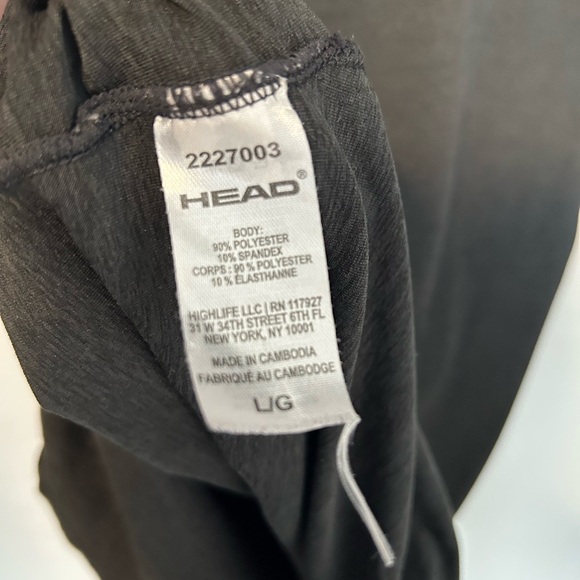 2227003
HEAD®
BODY:
90% POLYESTER
10% SPANDEX
CORPS : 90 % POLYESTER
10 % ÉLASTHANNE
HIGHLIFE LLC | RN 117927
31 W 34TH STREET 6TH FL
NEW YORK, NY 10001
MADE IN CAMBODIA
FABRIQUÉ AU CAMBODGE
L/G